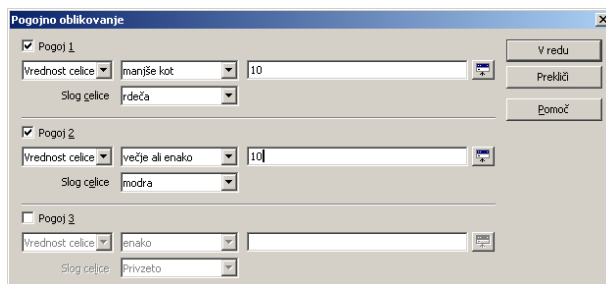 Pogojno oblikovanje
Pogoj 1
Vrednost celice manjše kot 10
Slog celice rdeča
Pogoj 2
Vrednost celice večje ali enako 10
Slog celice modra
Pogoj 3
Vrednost celice enako
Slog celice Privzeto
V redu
Prekliči
Pomoč